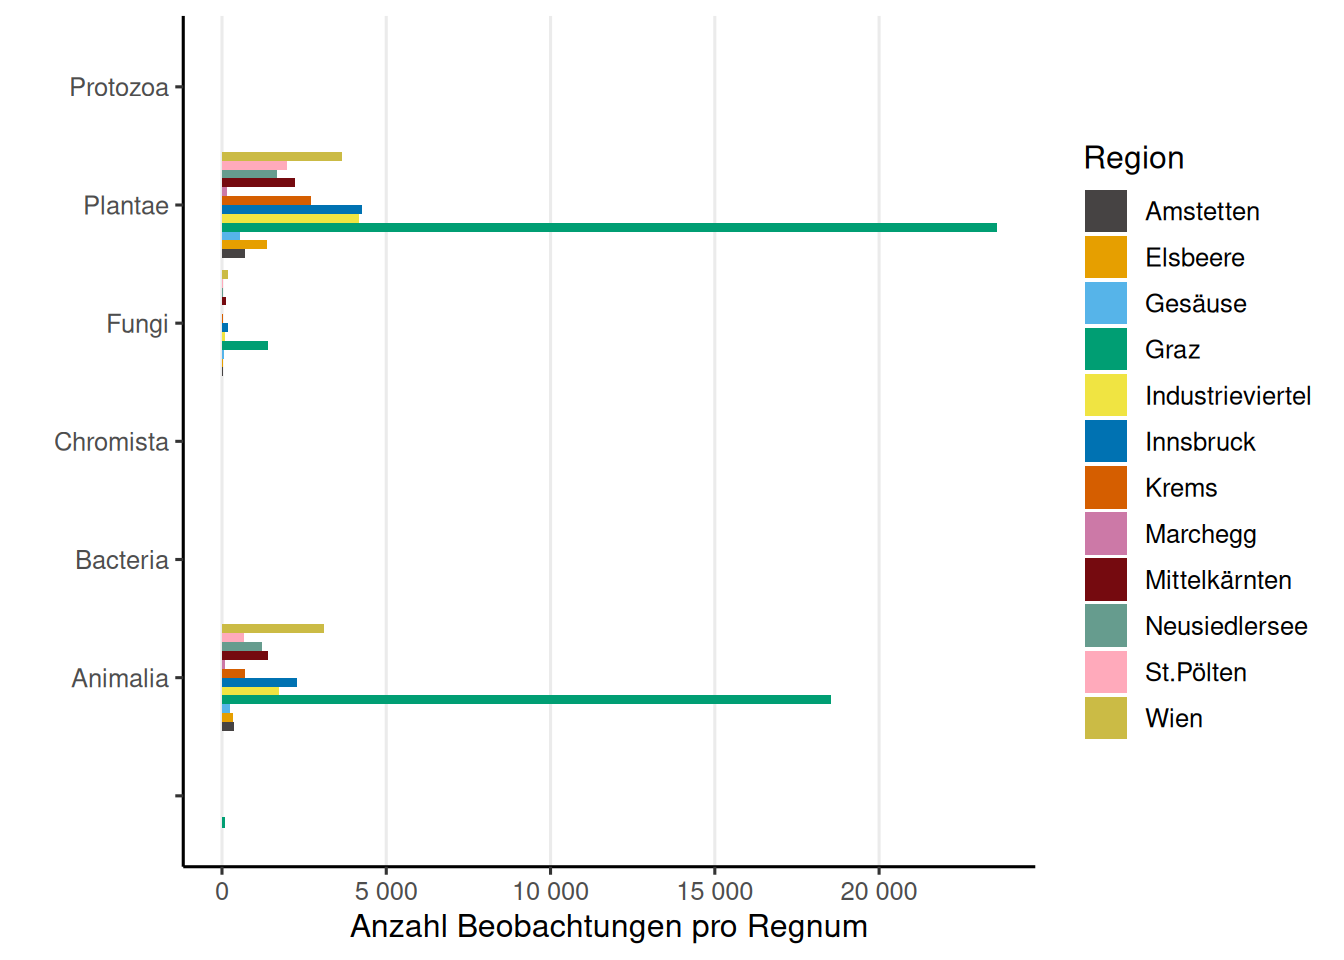 Protozoa
Plantae
Fungi
Chromista
Bacteria
Animalia
0
5 000
10 000
15 000
20 000
Anzahl Beobachtungen pro Regnum
Region
Amstetten
Elsbeere
Gesäuse
Graz
Industrieviertel
Innsbruck
Krems
Marchegg
Mittelkärnten
Neusiedlersee
St.Pölten
Wien